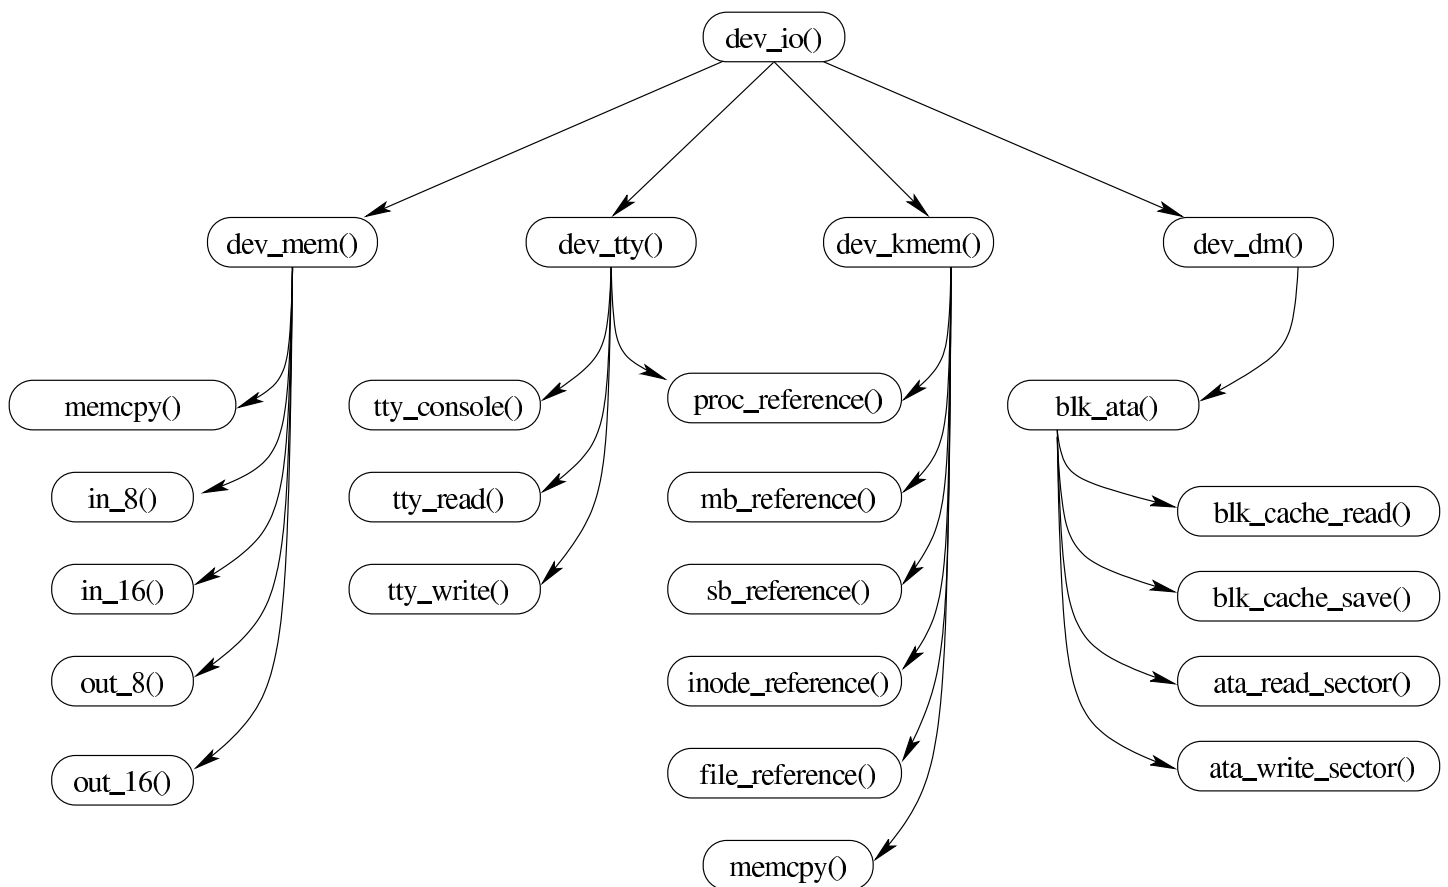 dev_io()
dev_mem()
dev_tty()
dev_kmem()
dev_dm()
memcpy()
tty_console()
proc_reference()
blk_ata()
in_8()
tty_read()
mb_reference()
blk_cache_read()
in_16()
tty_write()
sb_reference()
blk_cache_save()
out_8()
inode_reference()
ata_read_sector()
out_16()
file_reference()
ata_write_sector()
memcpy()